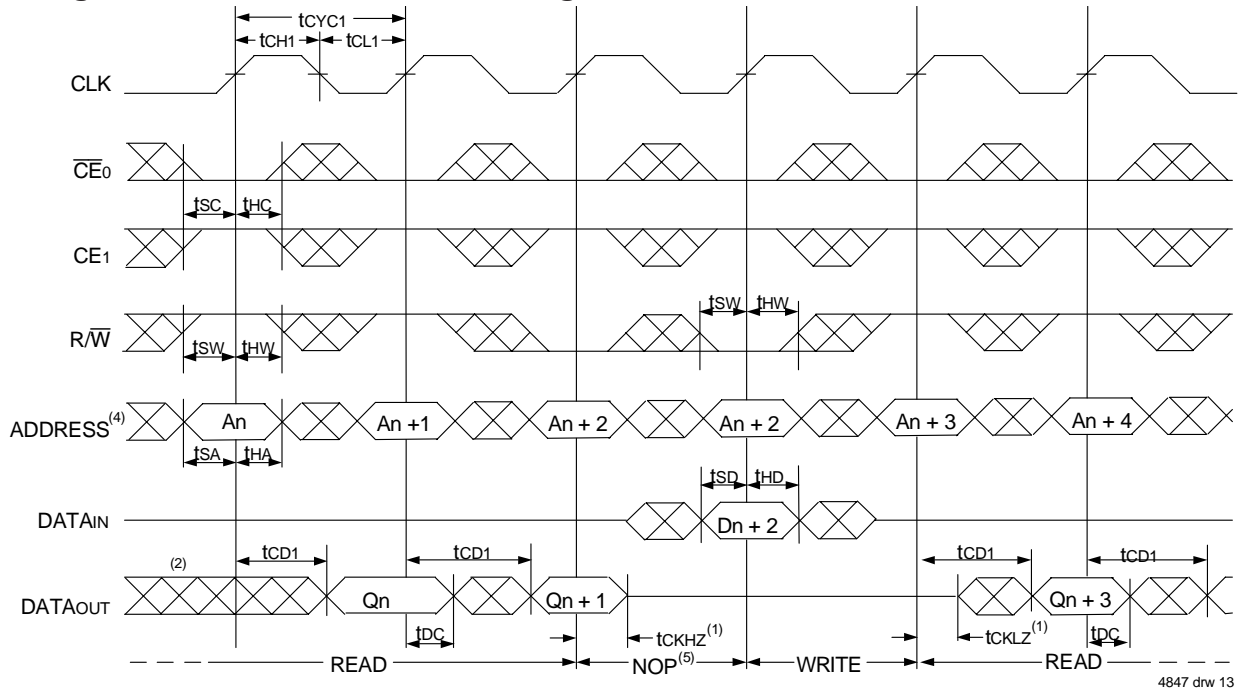 tCYC1
tCH1 tCL1
CLK
CE0
tSC tHC
CE1
tSW tHW
R/W
tSW tHW
ADDRESS(4) An An +1 An + 2 An + 2 An + 3 An + 4
tSA tHA tSD tHD
DATAIN Dn + 2
(2) tCD1 tCD1 tCD1 tCD1
DATAOUT Qn Qn + 1 Qn + 3
tDC tCKHZ(1) tCKLZ(1) tDC
READ NOP(5) WRITE READ
4847 drw 13